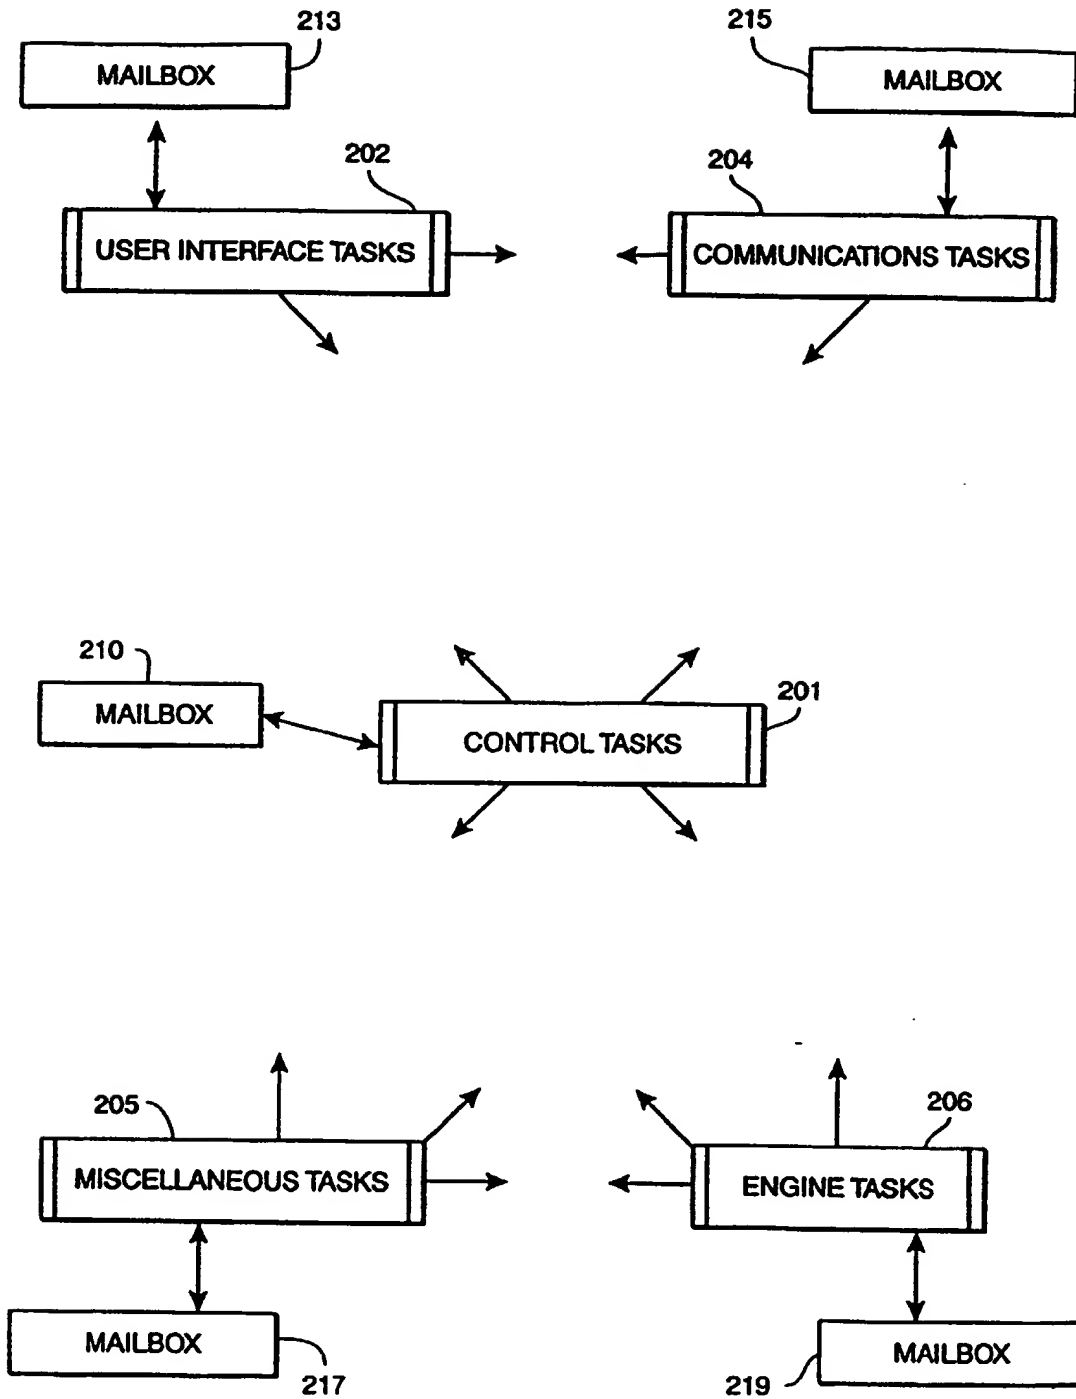 213
215
MAILBOX
MAILBOX
202
204
USER INTERFACE TASKS
COMMUNICATIONS TASKS
210
MAILBOX
201
CONTROL TASKS
205
206
MISCELLANEOUS TASKS
ENGINE TASKS
MAILBOX
MAILBOX
217
219